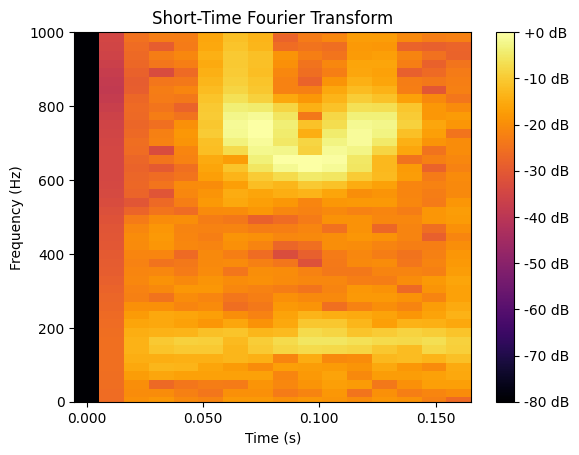 Short-Time Fourier Transform
1000
800
600
400
200
0
Frequency (Hz)
0.000
0.050
0.100
0.150
Time (s)
+0 dB
-10 dB
-20 dB
-30 dB
-40 dB
-50 dB
-60 dB
-70 dB
-80 dB